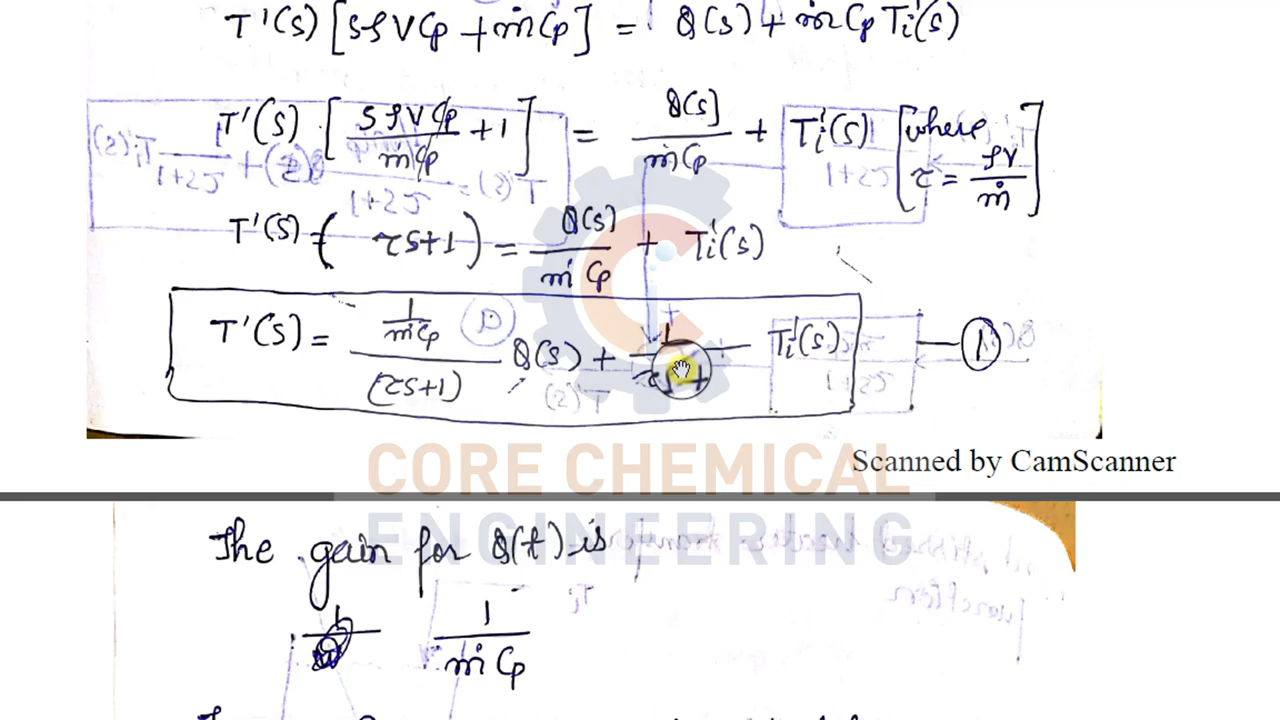 T'(s) [sρVCp + ṁCp] = Q(s) + ṁCp Ti'(s)
T'(s) [sρVCp/ṁCp + 1] = Q(s)/ṁCp + Ti'(s) [where τ = ρV/ṁ]
T'(s) = (τs+1) = Q(s)/ṁCp + Ti'(s)
T'(s) = (1/ṁCp)/(τs+1) Q(s) + 1/(τs+1) Ti'(s) — ①
CORE CHEMICAL
ENGINEERING
Scanned by CamScanner
The gain for Q(t) is
1/ṁCp